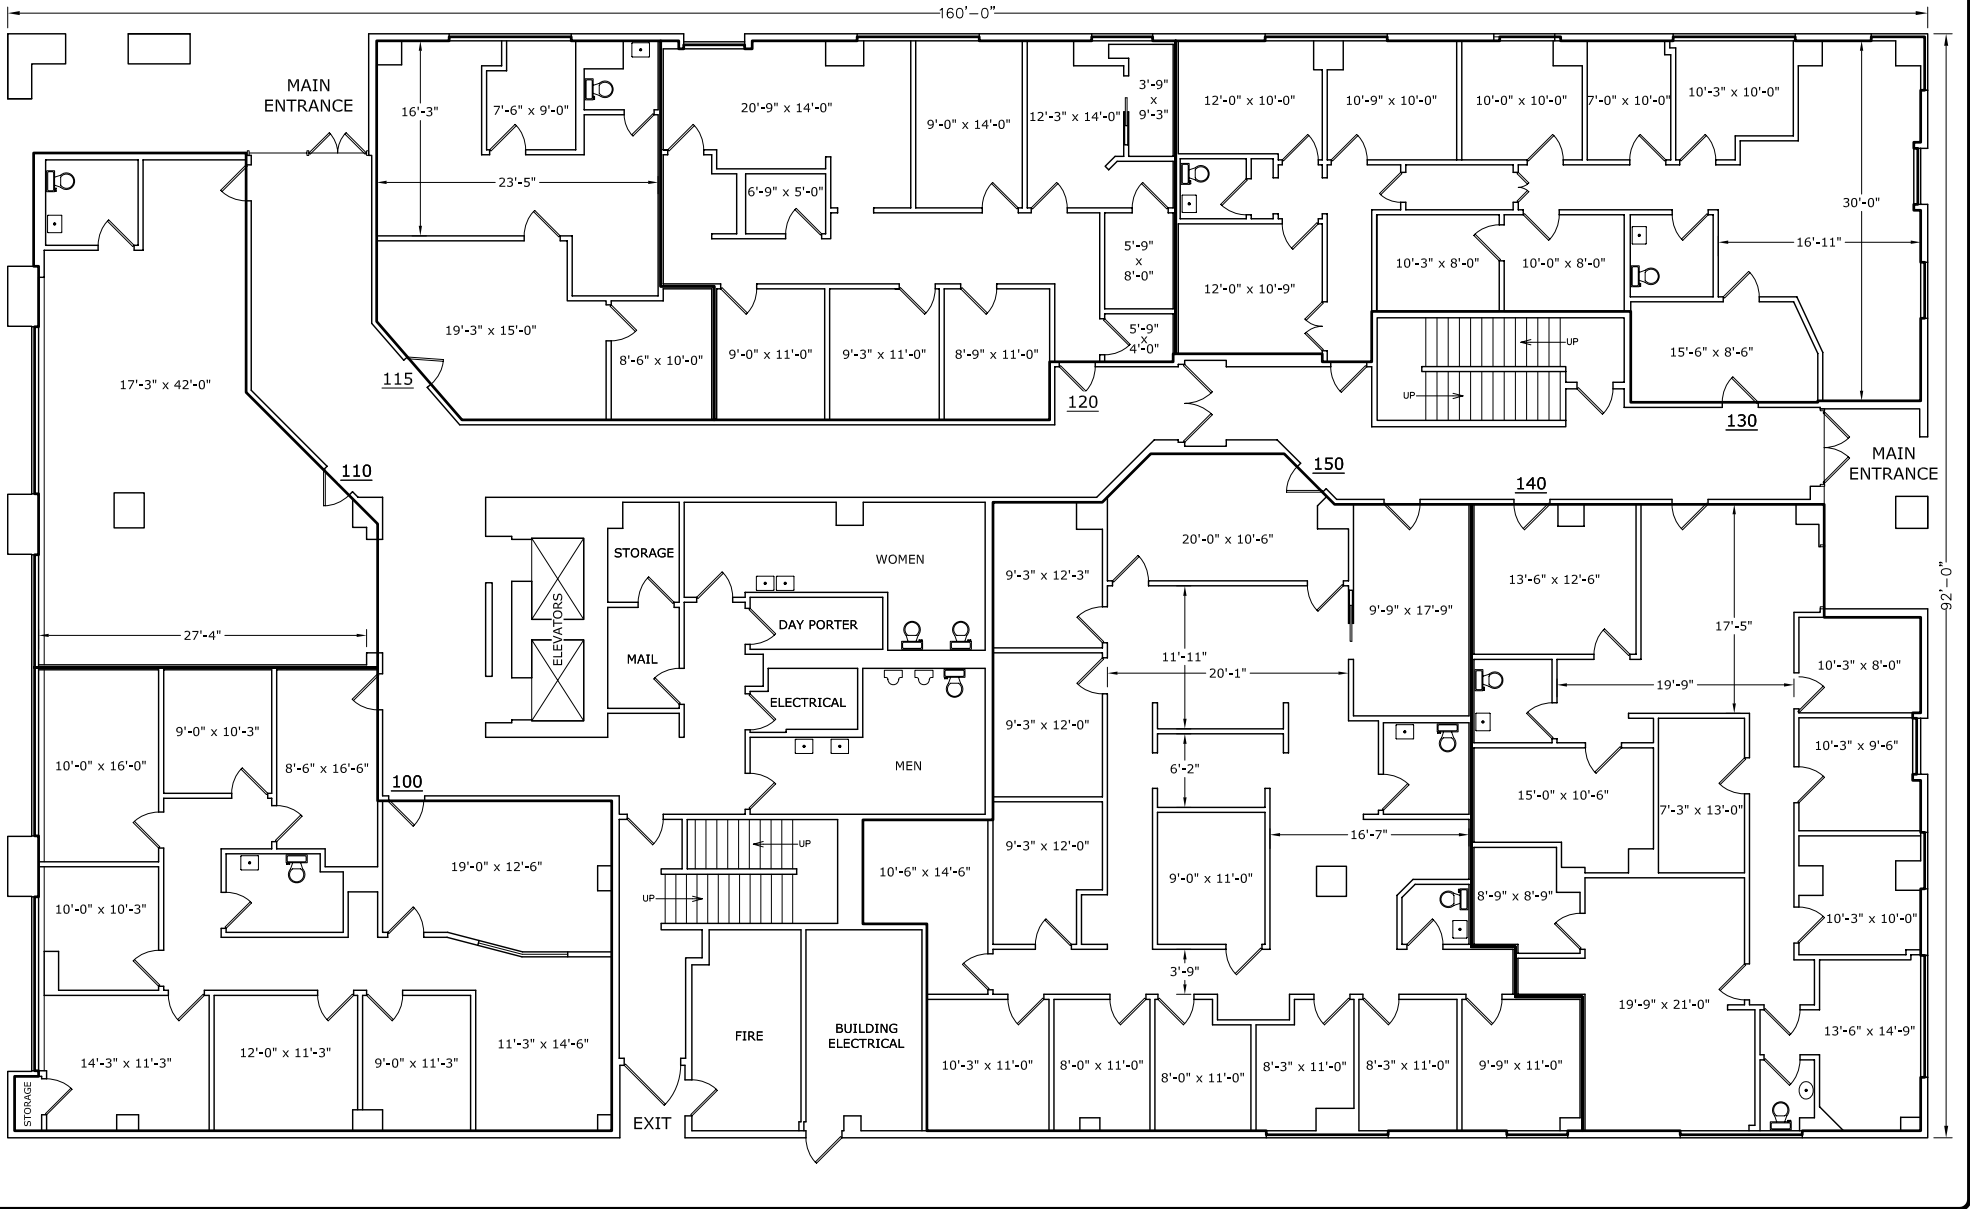 160'-0"
MAIN
ENTRANCE
16'-3"
7'-6" x 9'-0"
23'-5"
20'-9" x 14'-0"
6'-9" x 5'-0"
9'-0" x 14'-0"
12'-3" x 14'-0"
3'-9"
x
9'-3"
12'-0" x 10'-0"
10'-9" x 10'-0"
10'-0" x 10'-0"
7'-0" x 10'-0"
10'-3" x 10'-0"
30'-0"
16'-11"
5'-9"
x
8'-0"
12'-0" x 10'-9"
10'-3" x 8'-0"
10'-0" x 8'-0"
19'-3" x 15'-0"
8'-6" x 10'-0"
9'-0" x 11'-0"
9'-3" x 11'-0"
8'-9" x 11'-0"
5'-9"
x
4'-0"
UP
UP
15'-6" x 8'-6"
17'-3" x 42'-0"
115
120
130
110
150
140
MAIN
ENTRANCE
92'-0"
STORAGE
WOMEN
9'-3" x 12'-3"
20'-0" x 10'-6"
13'-6" x 12'-6"
9'-9" x 17'-9"
17'-5"
27'-4"
ELEVATORS
DAY PORTER
MAIL
11'-11"
20'-1"
19'-9"
10'-3" x 8'-0"
ELECTRICAL
9'-0" x 10'-3"
10'-0" x 16'-0"
8'-6" x 16'-6"
100
MEN
9'-3" x 12'-0"
6'-2"
10'-3" x 9'-6"
15'-0" x 10'-6"
7'-3" x 13'-0"
19'-0" x 12'-6"
UP
UP
10'-6" x 14'-6"
9'-3" x 12'-0"
9'-0" x 11'-0"
16'-7"
8'-9" x 8'-9"
10'-3" x 10'-0"
10'-0" x 10'-3"
3'-9"
19'-9" x 21'-0"
13'-6" x 14'-9"
FIRE
BUILDING
ELECTRICAL
11'-3" x 14'-6"
14'-3" x 11'-3"
12'-0" x 11'-3"
9'-0" x 11'-3"
10'-3" x 11'-0"
8'-0" x 11'-0"
8'-0" x 11'-0"
8'-3" x 11'-0"
8'-3" x 11'-0"
9'-9" x 11'-0"
STORAGE
EXIT